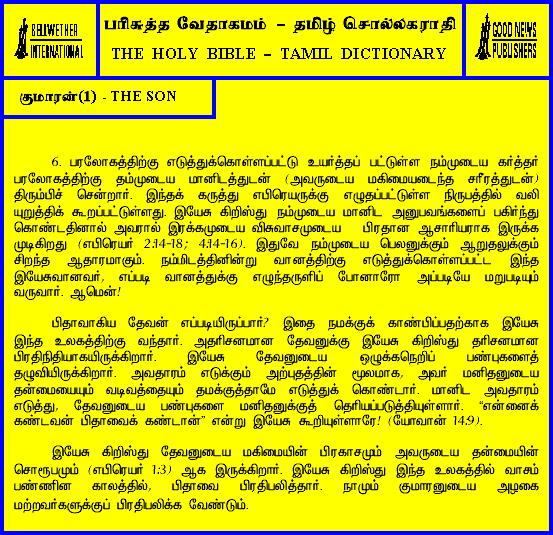 BELLWETHER
INTERNATIONAL
பரிசுத்த வேதாகமம் – தமிழ் சொல்லகராதி
THE HOLY BIBLE – TAMIL DICTIONARY
GOOD NEWS
PUBLISHERS
குமாரன்(1) - THE SON
6. பரலோகத்திற்கு எடுத்துக்கொள்ளப்பட்டு உயர்த்தப் பட்டுள்ள நம்முடைய கர்த்தர்
பரலோகத்திற்கு தம்முடைய மானிடத்துடன் (அவருடைய மகிமையடைந்த சரீரத்துடன்)
திரும்பிச் சென்றார். இந்தக் கருத்து எபிரெயருக்கு எழுதப்பட்டுள்ள நிருபத்தில் வலி
யுறுத்திக் கூறப்பட்டுள்ளது. இயேசு கிறிஸ்து நம்முடைய மானிட அனுபவங்களைப் பகிர்ந்து
கொண்டதினால் அவரால் இரக்கமுடைய விசுவாசமுடைய பிரதான ஆசாரியராக இருக்க
முடிகிறது (எபிரெயர் 2:14-18; 4:14-16). இதுவே நம்முடைய பெலனுக்கும் ஆறுதலுக்கும்
சிறந்த ஆதாரமாகும். நம்மிடத்தினின்று வானத்திற்கு எடுத்துக்கொள்ளப்பட்ட இந்த
இயேசுவானவர், எப்படி வானத்துக்கு எழுந்தருளிப் போனாரோ அப்படியே மறுபடியும்
வருவார். ஆமென்!
பிதாவாகிய தேவன் எப்படியிருப்பார்? இதை நமக்குக் காண்பிப்பதற்காக இயேசு
இந்த உலகத்திற்கு வந்தார். அதரிசனமான தேவனுக்கு இயேசு கிறிஸ்து தரிசனமான
பிரதிநிதியாகயிருக்கிறார். இயேசு தேவனுடைய ஒழுக்கநெறிப் பண்புகளைத்
தழுவியிருக்கிறார். அவதாரம் எடுக்கும் அற்புதத்தின் மூலமாக, அவர் மனிதனுடைய
தன்மையையும் வடிவத்தையும் தமக்குத்தாமே எடுத்துக் கொண்டார். மானிட அவதாரம்
எடுத்து, தேவனுடைய பண்புகளை மனிதனுக்குத் தெரியப்படுத்தியுள்ளார். “என்னைக்
கண்டவன் பிதாவைக் கண்டான்” என்று இயேசு கூறியுள்ளாரே! (யோவான் 14:9).
இயேசு கிறிஸ்து தேவனுடைய மகிமையின் பிரகாசமும் அவருடைய தன்மையின்
சொரூபமும் (எபிரெயர் 1:3) ஆக இருக்கிறார். இயேசு கிறிஸ்து இந்த உலகத்தில் வாசம்
பண்ணின காலத்தில், பிதாவை பிரதிபலித்தார். நாமும் குமாரனுடைய அழகை
மற்றவர்களுக்குப் பிரதிபலிக்க வேண்டும்.